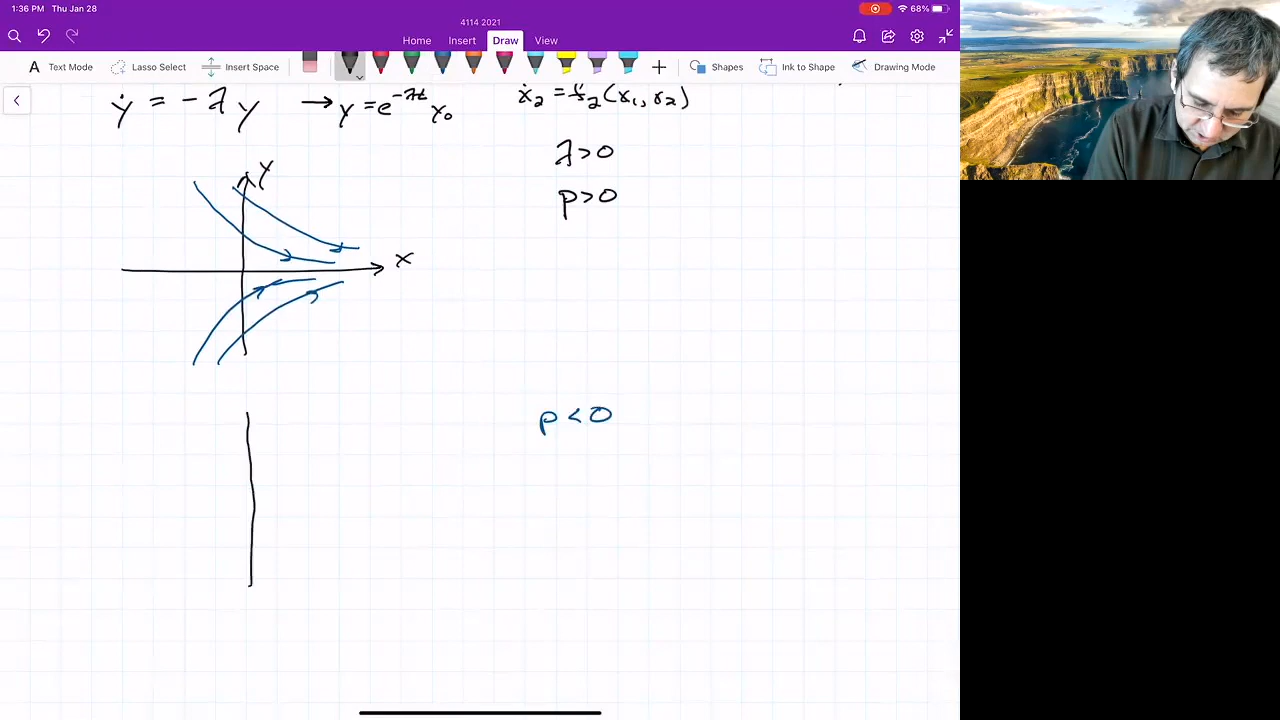 1:36 PM Thu Jan 28
68%
4114 2021
Home Insert Draw View
A Text Mode Lasso Select Insert Space Shapes Ink to Shape Drawing Mode
ẏ = -λy → y = e^{-λt} x₀ ẋ₂ = f₂(x₁, x₂)
λ > 0
p > 0
y
x
p < 0